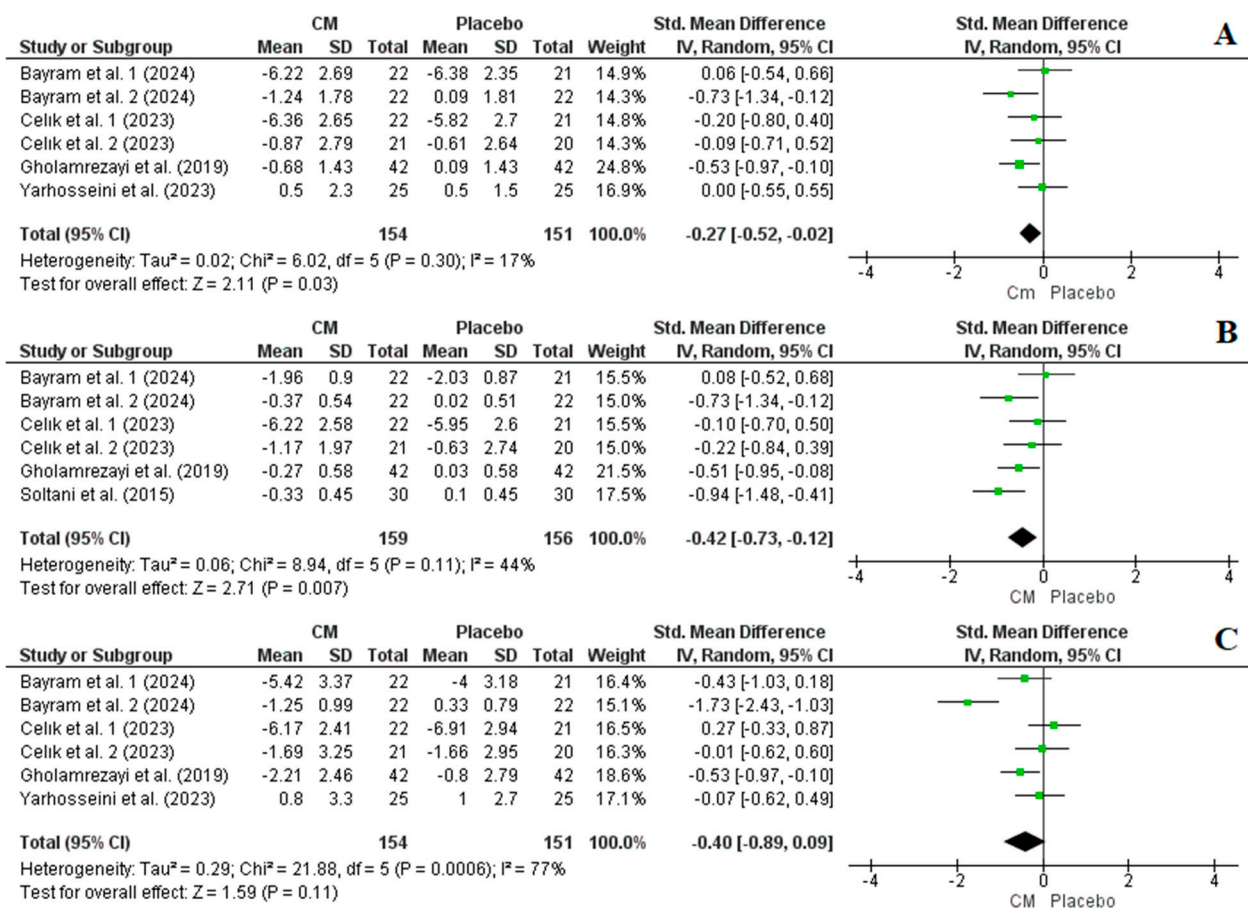 CM Placebo Std. Mean Difference Std. Mean Difference A
Study or Subgroup Mean SD Total Mean SD Total Weight IV, Random, 95% CI IV, Random, 95% CI
Bayram et al. 1 (2024) -6.22 2.69 22 -6.38 2.35 21 14.9% 0.06 [-0.54, 0.66]
Bayram et al. 2 (2024) -1.24 1.78 22 0.09 1.81 22 14.3% -0.73 [-1.34, -0.12]
Celık et al. 1 (2023) -6.36 2.65 22 -5.82 2.7 21 14.9% -0.20 [-0.80, 0.40]
Celık et al. 2 (2023) -0.87 2.79 21 -0.61 2.64 20 14.3% -0.09 [-0.71, 0.52]
Gholamrezayi et al. (2019) -0.68 1.43 42 0.09 1.43 42 24.8% -0.53 [-0.97, -0.10]
Yarhosseini et al. (2023) 0.5 2.3 25 0.5 1.5 25 16.9% 0.00 [-0.55, 0.55]
Total (95% CI) 154 151 100.0% -0.27 [-0.52, -0.02]
Heterogeneity: Tau² = 0.02; Chi² = 6.02, df = 5 (P = 0.30); I² = 17%
Test for overall effect: Z = 2.11 (P = 0.03)
-4 -2 0 2 4
Cm Placebo
CM Placebo Std. Mean Difference Std. Mean Difference B
Study or Subgroup Mean SD Total Mean SD Total Weight IV, Random, 95% CI IV, Random, 95% CI
Bayram et al. 1 (2024) -1.96 0.9 22 -2.03 0.87 21 15.5% 0.08 [-0.52, 0.68]
Bayram et al. 2 (2024) -0.37 0.54 22 0.02 0.51 22 15.0% -0.73 [-1.34, -0.12]
Celık et al. 1 (2023) -6.22 2.58 22 -5.95 2.6 21 15.5% -0.10 [-0.70, 0.50]
Celık et al. 2 (2023) -1.17 1.97 21 -0.63 2.74 20 15.0% -0.22 [-0.84, 0.39]
Gholamrezayi et al. (2019) -0.27 0.58 42 0.03 0.58 42 21.5% -0.51 [-0.95, -0.08]
Soltani et al. (2015) -0.33 0.45 30 0.1 0.45 30 17.5% -0.94 [-1.48, -0.41]
Total (95% CI) 159 156 100.0% -0.42 [-0.73, -0.12]
Heterogeneity: Tau² = 0.06; Chi² = 8.94, df = 5 (P = 0.11); I² = 44%
Test for overall effect: Z = 2.71 (P = 0.007)
-4 -2 0 2 4
CM Placebo
CM Placebo Std. Mean Difference Std. Mean Difference C
Study or Subgroup Mean SD Total Mean SD Total Weight IV, Random, 95% CI IV, Random, 95% CI
Bayram et al. 1 (2024) -5.42 3.37 22 -4 3.18 21 16.4% -0.43 [-1.03, 0.18]
Bayram et al. 2 (2024) -1.25 0.99 22 0.33 0.79 22 15.1% -1.73 [-2.43, -1.03]
Celık et al. 1 (2023) -6.17 2.41 22 -6.91 2.94 21 16.5% 0.27 [-0.33, 0.87]
Celık et al. 2 (2023) -1.69 3.25 21 -1.66 2.95 20 16.3% -0.01 [-0.62, 0.60]
Gholamrezayi et al. (2019) -2.21 2.46 42 -0.8 2.79 42 18.6% -0.53 [-0.97, -0.10]
Yarhosseini et al. (2023) 0.8 3.3 25 1 2.7 25 17.1% -0.07 [-0.62, 0.49]
Total (95% CI) 154 151 100.0% -0.40 [-0.89, 0.09]
Heterogeneity: Tau² = 0.29; Chi² = 21.88, df = 5 (P = 0.0006); I² = 77%
Test for overall effect: Z = 1.59 (P = 0.11)
-4 -2 0 2 4
CM Placebo